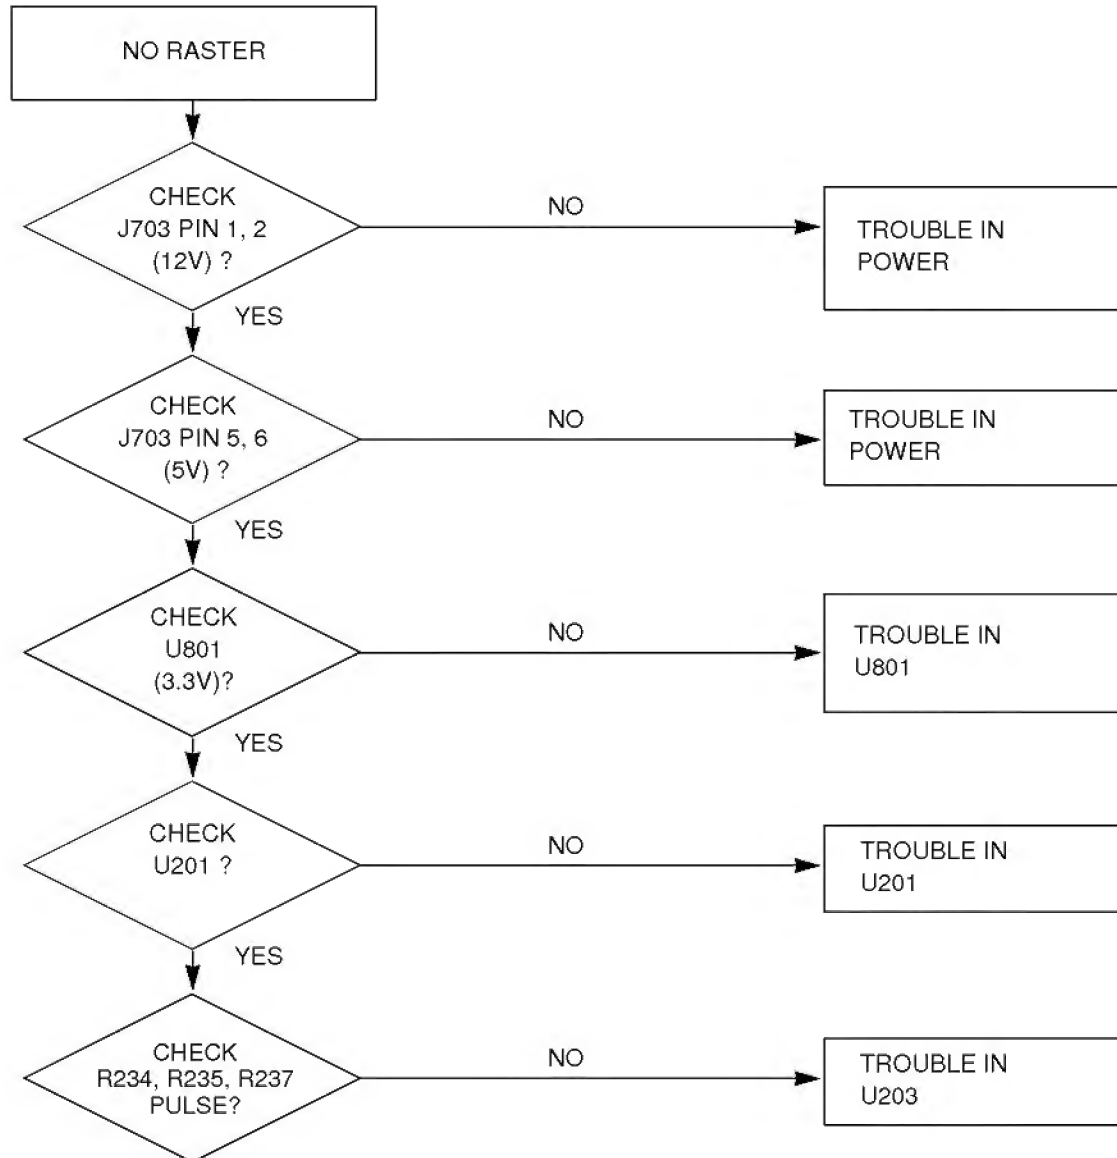 NO RASTER
CHECK
J703 PIN 1, 2
(12V) ?
NO
TROUBLE IN
POWER
YES
CHECK
J703 PIN 5, 6
(5V) ?
NO
TROUBLE IN
POWER
YES
CHECK
U801
(3.3V)?
NO
TROUBLE IN
U801
YES
CHECK
U201 ?
NO
TROUBLE IN
U201
YES
CHECK
R234, R235, R237
PULSE?
NO
TROUBLE IN
U203